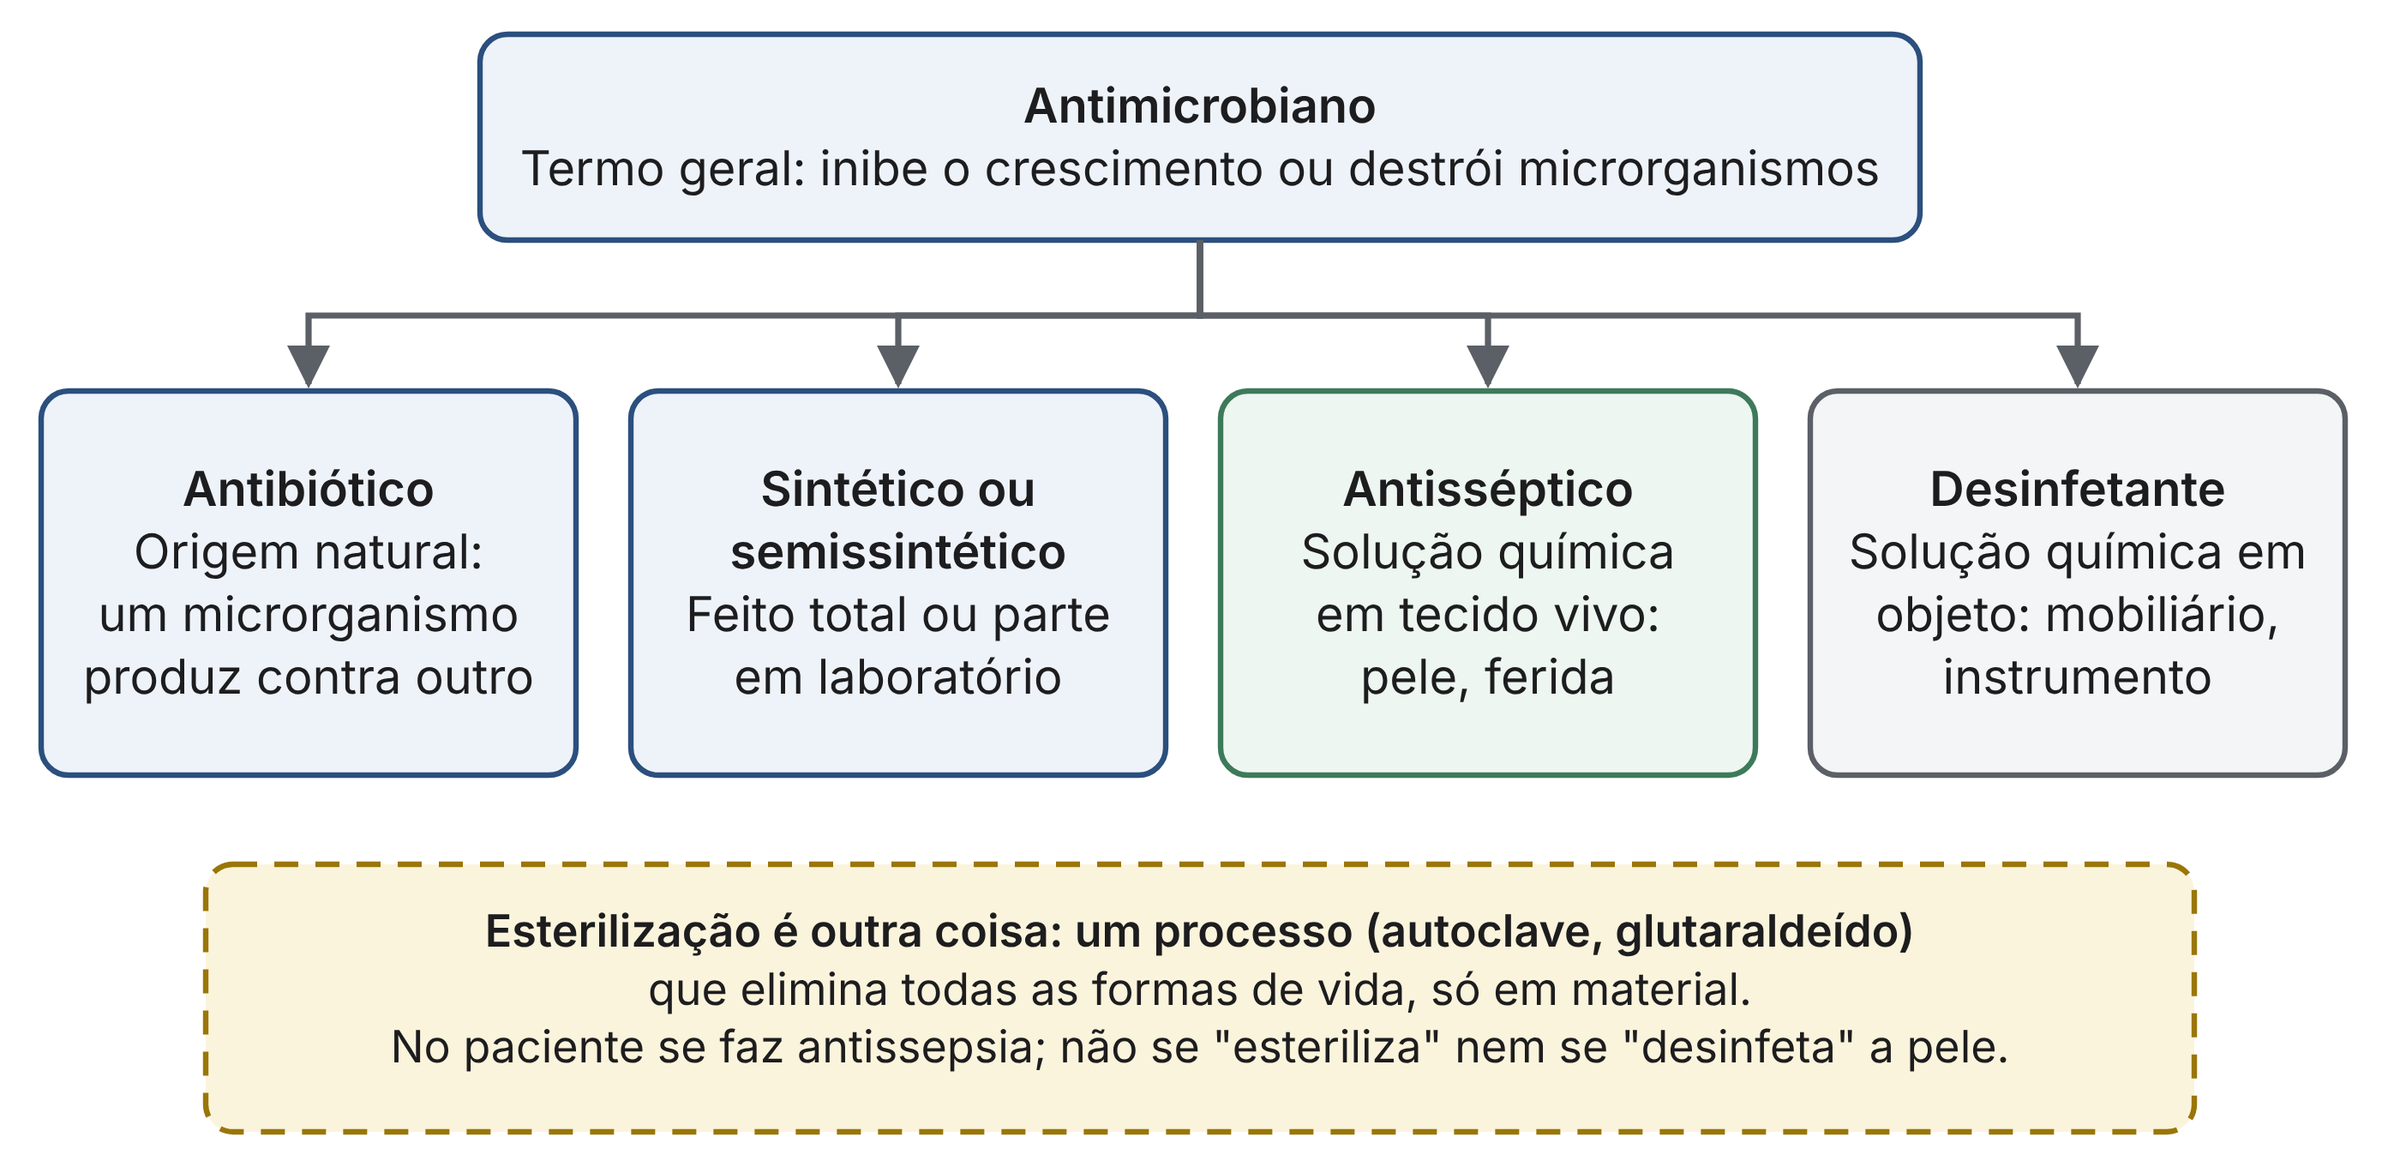 Antimicrobiano
Termo geral: inibe o crescimento ou destrói microrganismos
Antibiótico
Origem natural:
um microrganismo
produz contra outro
Sintético ou
semissintético
Feito total ou parte
em laboratório
Antisséptico
Solução química
em tecido vivo:
pele, ferida
Desinfetante
Solução química em
objeto: mobiliário,
instrumento
Esterilização é outra coisa: um processo (autoclave, glutaraldeído)
que elimina todas as formas de vida, só em material.
No paciente se faz antissepsia; não se "esteriliza" nem se "desinfeta" a pele.